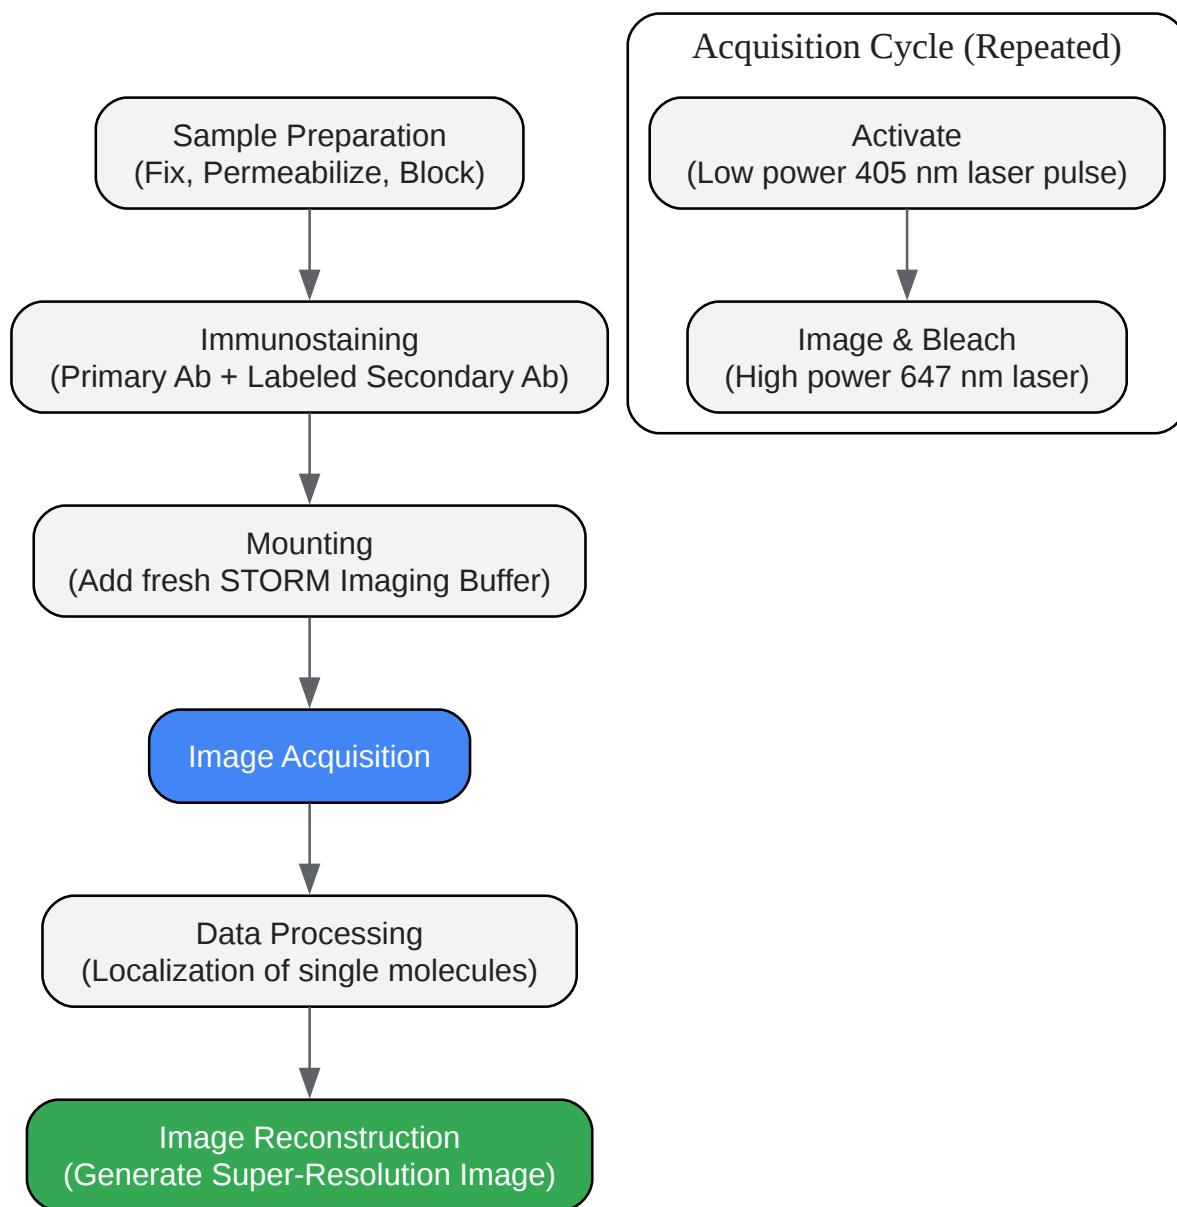 Sample Preparation
(Fix, Permeabilize, Block)
Immunostaining
(Primary Ab + Labeled Secondary Ab)
Mounting
(Add fresh STORM Imaging Buffer)
Image Acquisition
Data Processing
(Localization of single molecules)
Image Reconstruction
(Generate Super-Resolution Image)
Acquisition Cycle (Repeated)
Activate
(Low power 405 nm laser pulse)
Image & Bleach
(High power 647 nm laser)